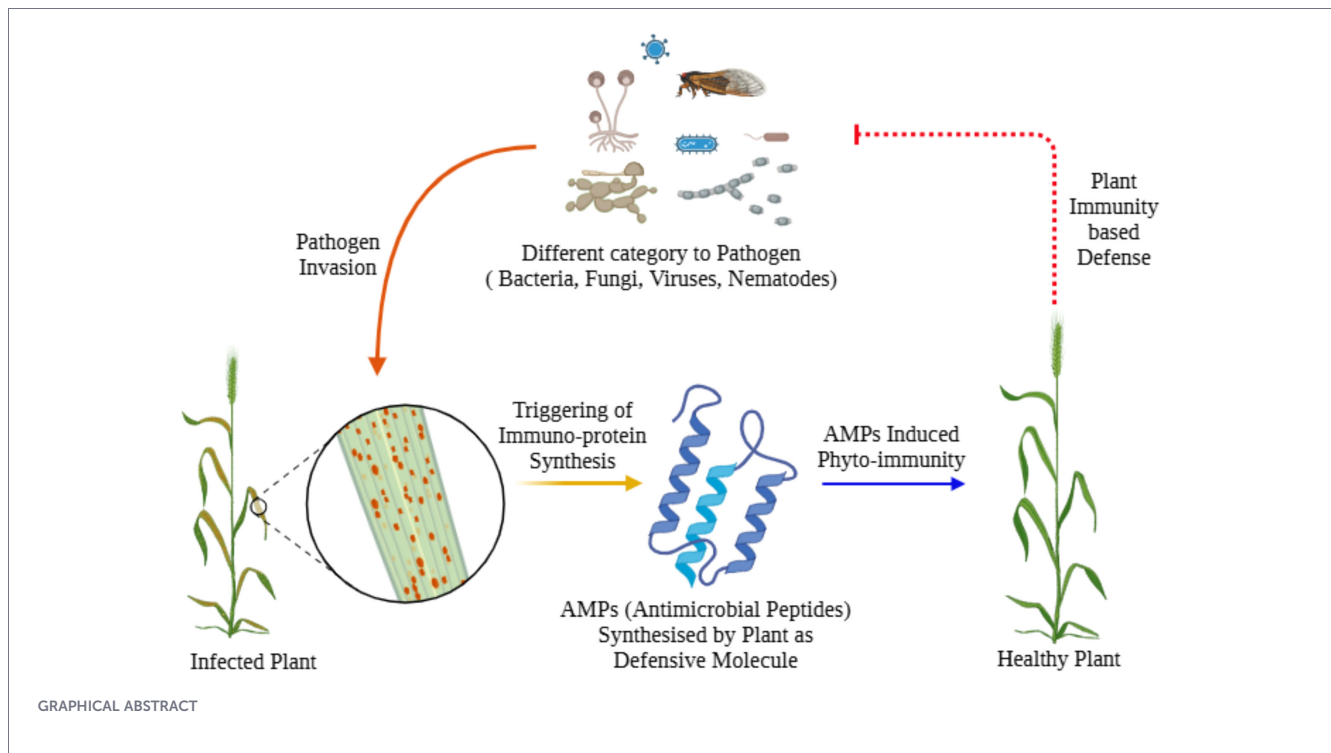 Different category to Pathogen
( Bacteria, Fungi, Viruses, Nematodes)
Pathogen
Invasion
Plant
Immunity
based
Defense
Triggering of
Immuno-protein
Synthesis
AMPs Induced
Phyto-immunity
AMPs (Antimicrobial Peptides)
Synthesised by Plant as
Defensive Molecule
Infected Plant
Healthy Plant
GRAPHICAL ABSTRACT